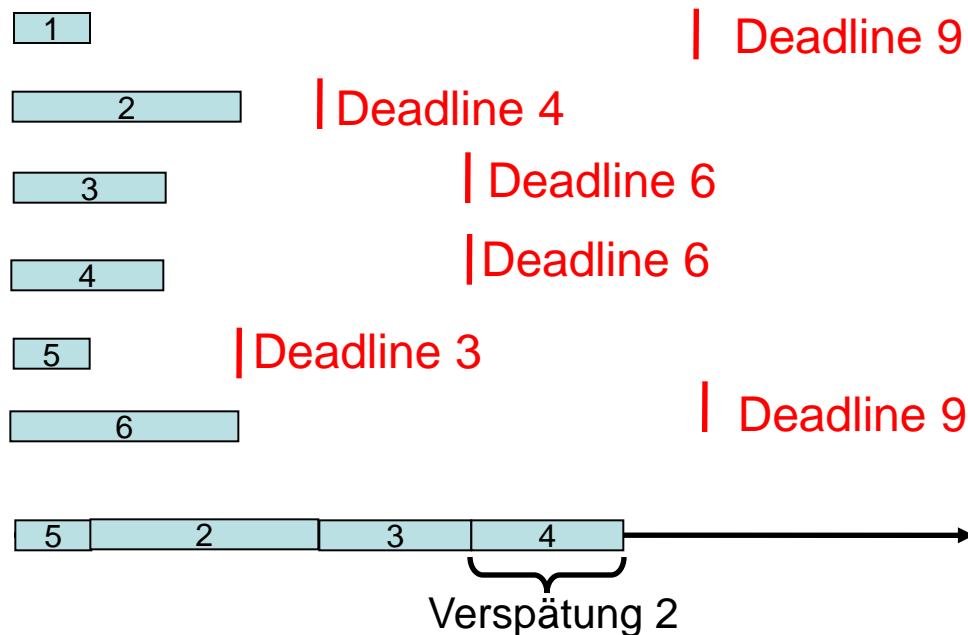 1
Deadline 9
2
Deadline 4
3
Deadline 6
4
Deadline 6
5
Deadline 3
6
Deadline 9
5 2 3 4
Verspätung 2